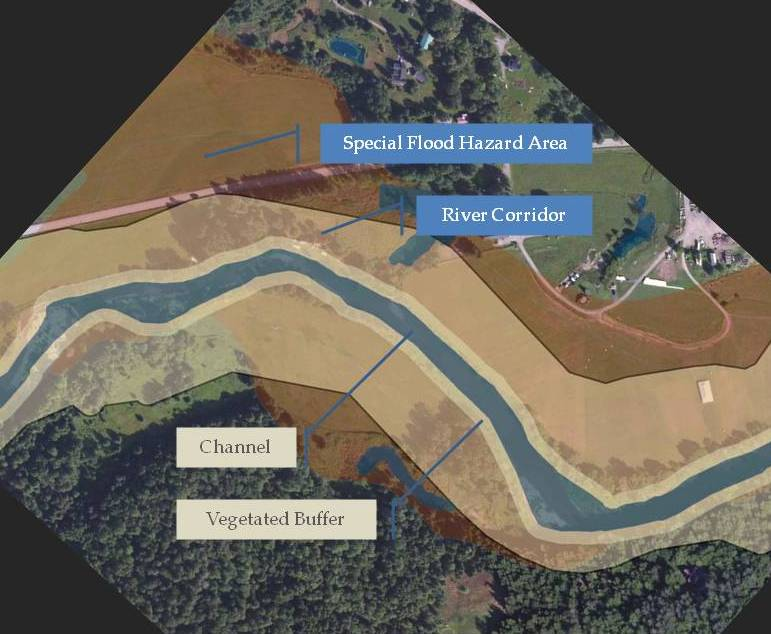 Special Flood Hazard Area
River Corridor
Channel
Vegetated Buffer